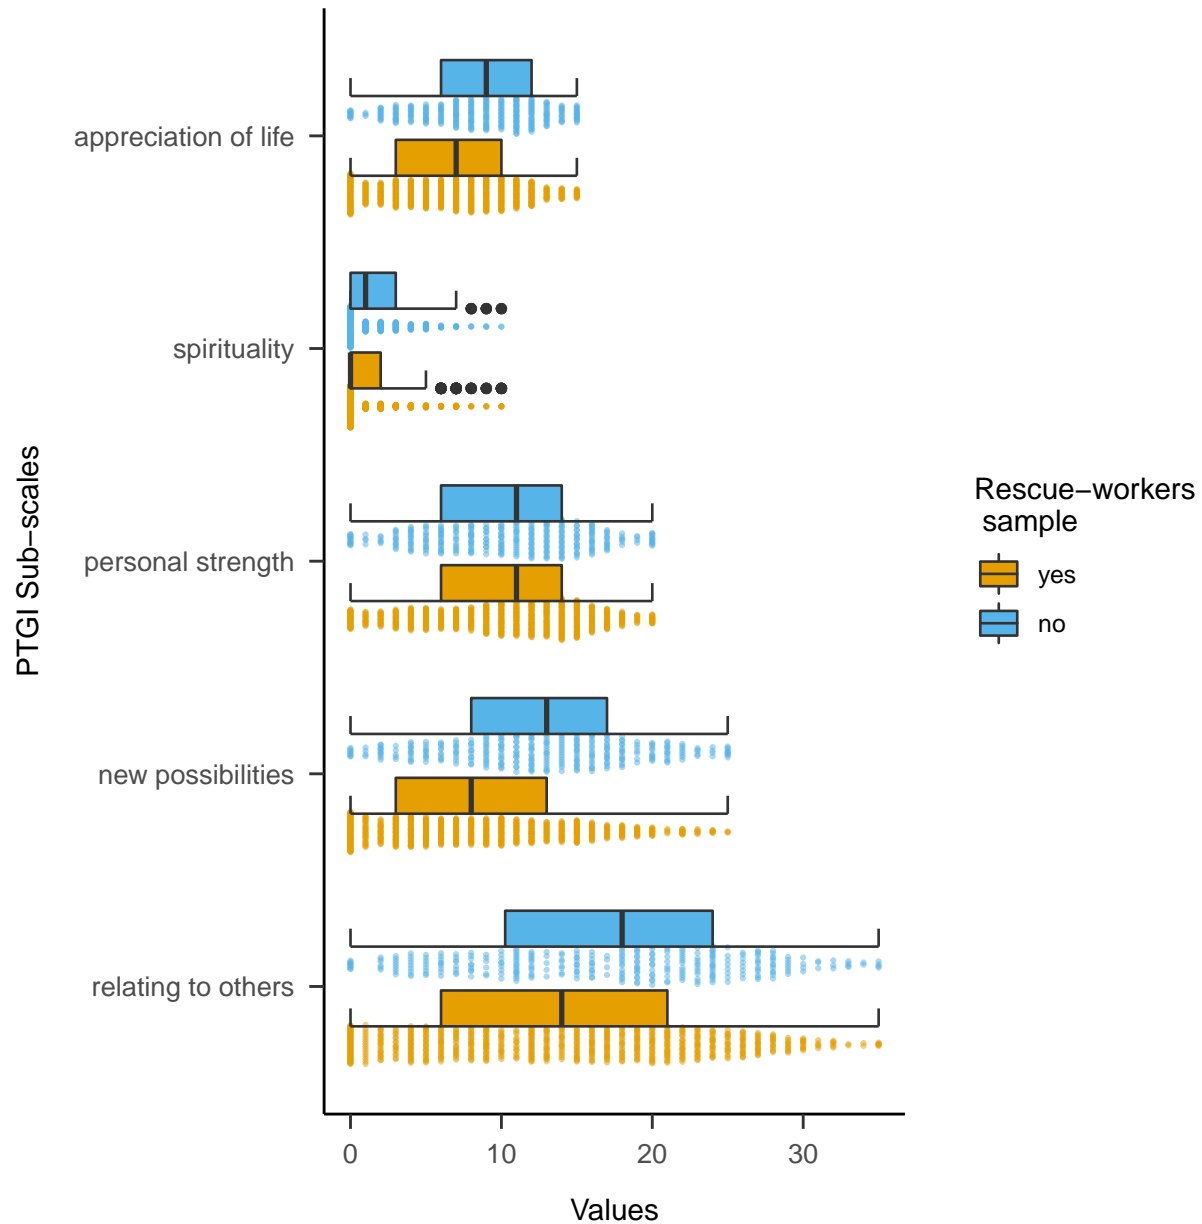 appreciation of life
spirituality
personal strength
new possibilities
relating to others
PTGI Sub−scales
0 10 20 30
Values
Rescue−workers
sample
yes
no